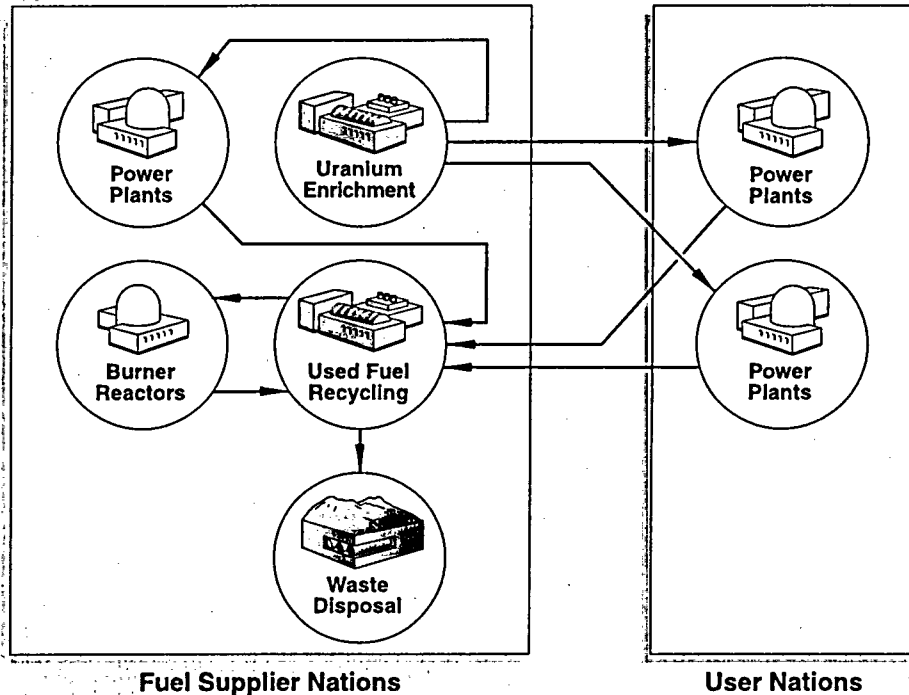 Power
Plants
Uranium
Enrichment
Power
Plants
Burner
Reactors
Used Fuel
Recycling
Power
Plants
Waste
Disposal
Fuel Supplier Nations
User Nations